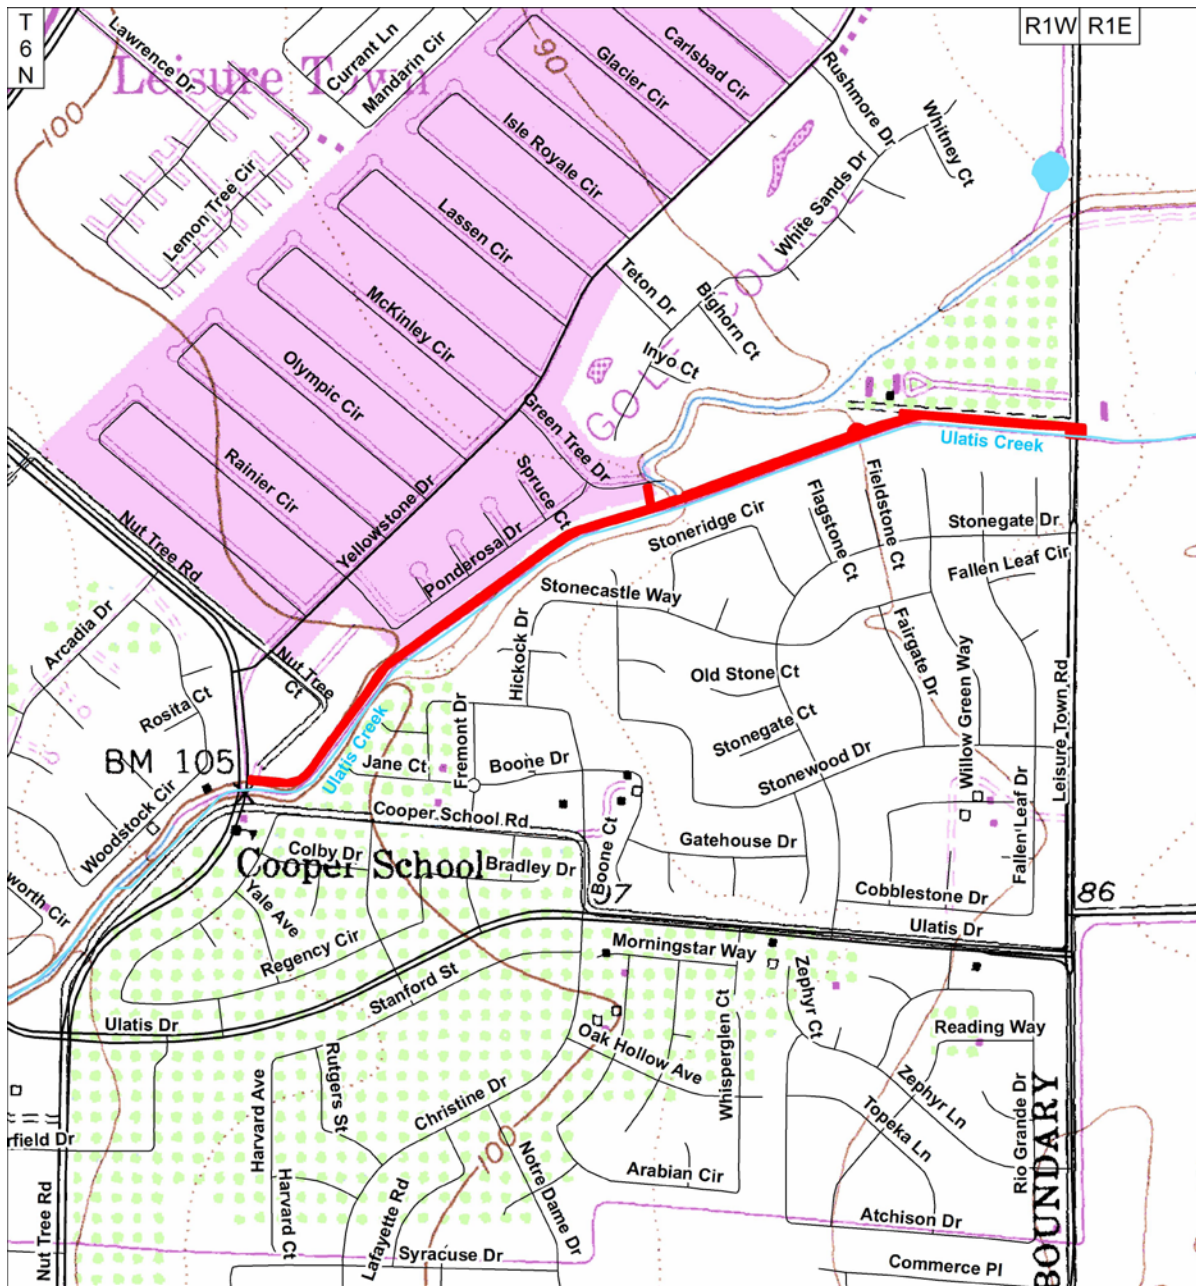 T
6
N
R1W
R1E
Lawrence Dr
Leisure Town
Currant Ln
Mandarin Cir
90
Carlsbad Cir
Glacier Cir
Rushmore Dr
Whitney Ct
100
Isle Royale Cir
White Sands Dr
Lemon Tree Cir
Lassen Cir
Teton Dr
Bighorn Ct
GOLF COURSE
McKinley Cir
Inyo Ct
Olympic Cir
Green Tree Dr
Ulatis Creek
Rainier Cir
Spruce Ct
Yellowstone Dr
Ponderosa Dr
Nut Tree Rd
Stoneridge Cir
Flagstone Ct
Fieldstone Ct
Stonegate Dr
Fallen Leaf Cir
Stonecastle Way
Arcadia Dr
Hickock Dr
Fairgate Dr
Willow Green Way
Leisure Town Rd
Nut Tree
Ct
Old Stone Ct
Rosita Ct
Stonegate Ct
Ulatis Creek
Fremont Dr
BM 105
Jane Ct
Boone Dr
Stonewood Dr
Woodstock Cir
Cooper School Rd
Gatehouse Dr
Fallen Leaf Dr
Colby Dr
Cooper School
Bradley Dr
Boone Ct
97
Cobblestone Dr
86
worth Cir
Yale Ave
Ulatis Dr
Regency Cir
Morningstar Way
Stanford St
Zephyr Ct
Ulatis Dr
Reading Way
Oak Hollow Ave
Whisperglen Ct
Rutgers St
Harvard Ave
Christine Dr
Zephyr Ln
Topeka Ln
Rio Grande Dr
BOUNDARY
rfield Dr
100
Notre Dame Dr
Arabian Cir
Nut Tree Rd
Harvard Ct
Lafayette Rd
Atchison Dr
Syracuse Dr
Commerce Pl